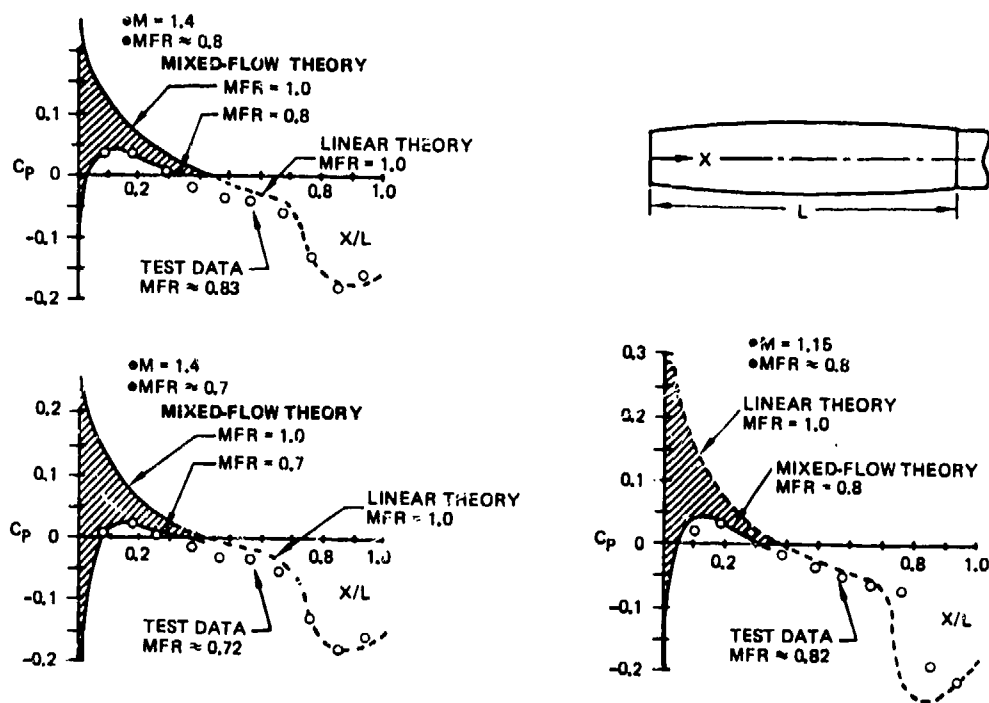 ●M = 1.4
●MFR ≈ 0.8
MIXED-FLOW THEORY
MFR = 1.0
MFR = 0.8
LINEAR THEORY
MFR = 1.0
0.1
CP
0
0.2
0.8
1.0
-0.1
-0.2
X/L
TEST DATA
MFR ≈ 0.83
X
L
●M = 1.4
●MFR ≈ 0.7
MIXED-FLOW THEORY
MFR = 1.0
MFR = 0.7
LINEAR THEORY
MFR = 1.0
0.2
0.1
CP
0
0.2
0.8
1.0
-0.1
-0.2
X/L
TEST DATA
MFR ≈ 0.72
●M = 1.15
●MFR ≈ 0.8
LINEAR THEORY
MFR = 1.0
MIXED-FLOW THEORY
MFR = 0.8
0.3
0.2
0.1
CP
0
0.2
0.8
1.0
-0.1
-0.2
X/L
TEST DATA
MFR ≈ 0.82